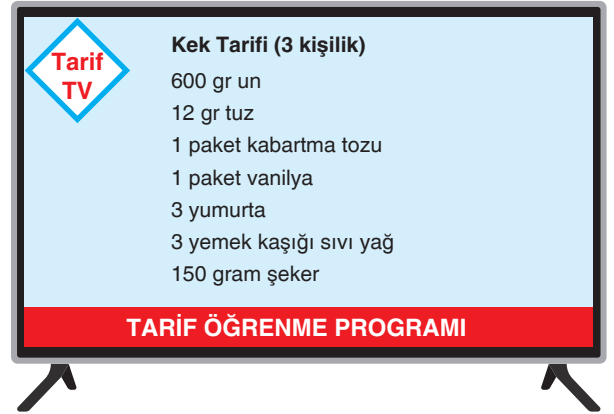 Tarif
TV
Kek Tarifi (3 kişilik)
600 gr un
12 gr tuz
1 paket kabartma tozu
1 paket vanilya
3 yumurta
3 yemek kaşığı sıvı yağ
150 gram şeker
TARİF ÖĞRENME PROGRAMI